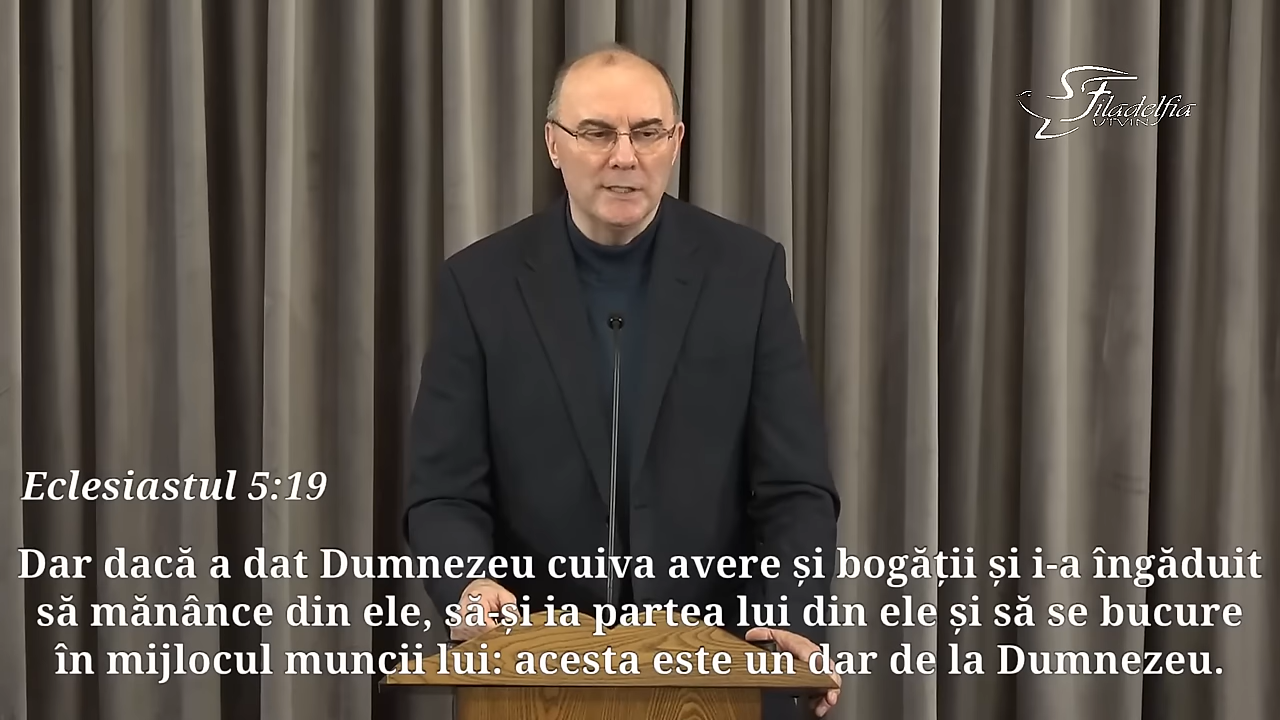 Filadelfia
UTVIN
Eclesiastul 5:19
Dar dacă a dat Dumnezeu cuiva avere și bogății și i-a îngăduit
să mănânce din ele, să-și ia partea lui din ele și să se bucure
în mijlocul muncii lui: acesta este un dar de la Dumnezeu.